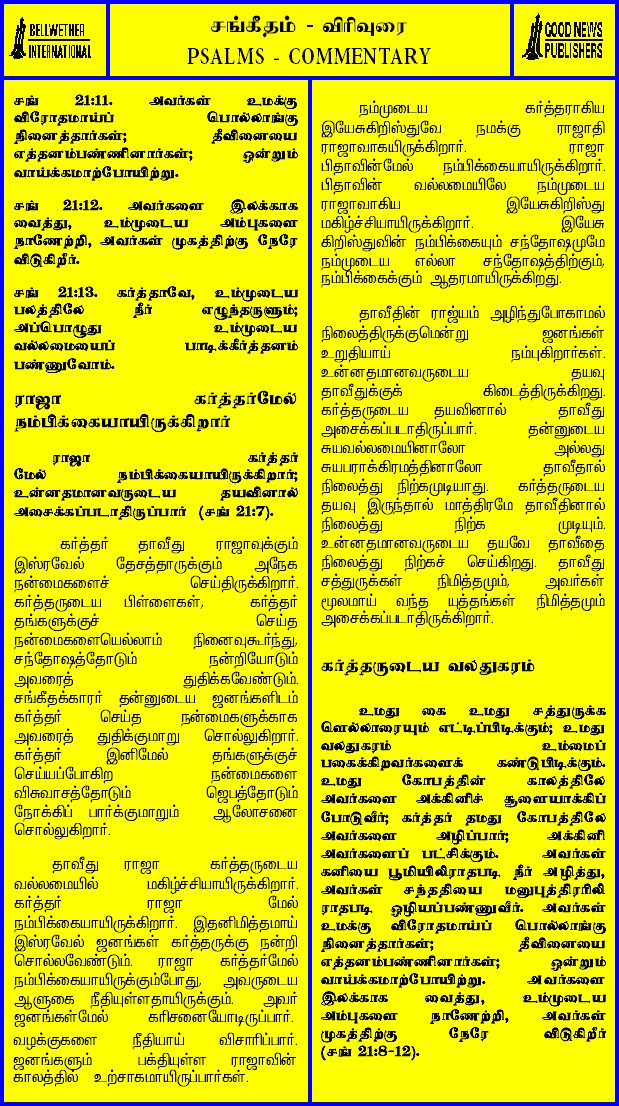 BELLWETHER
INTERNATIONAL
சங்கீதம் - விரிவுரை
PSALMS - COMMENTARY
GOOD NEWS
PUBLISHERS
சங் 21:11. அவர்கள் உமக்கு
விரோதமாய்ப் பொல்லாங்கு
நினைத்தார்கள்; தீவினையை
எத்தனம்பண்ணினார்கள்; ஒன்றும்
வாய்க்கமாற்போயிற்று.
சங் 21:12. அவர்களை இலக்காக
வைத்து, உம்முடைய அம்புகளை
நாணேற்றி, அவர்கள் முகத்திற்கு நேரே
விடுகிறீர்.
சங் 21:13. கர்த்தாவே, உம்முடைய
பலத்திலே நீர் எழுந்தருளும்;
அப்பொழுது உம்முடைய
வல்லமையைப் பாடிக்கீர்த்தனம்
பண்ணுவோம்.
ராஜா கர்த்தர்மேல்
நம்பிக்கையாயிருக்கிறார்
ராஜா கர்த்தர்
மேல் நம்பிக்கையாயிருக்கிறார்;
உன்னதமானவருடைய தயவினால்
அசைக்கப்படாதிருப்பார் (சங் 21:7).
கர்த்தர் தாவீது ராஜாவுக்கும்
இஸ்ரவேல் தேசத்தாருக்கும் அநேக
நன்மைகளைச் செய்திருக்கிறார்.
கர்த்தருடைய பிள்ளைகள், கர்த்தர்
தங்களுக்குச் செய்த
நன்மைகளையெல்லாம் நினைவுகூர்ந்து,
சந்தோஷத்தோடும் நன்றியோடும்
அவரைத் துதிக்கவேண்டும்.
சங்கீதக்காரர் தன்னுடைய ஜனங்களிடம்
கர்த்தர் செய்த நன்மைகளுக்காக
அவரைத் துதிக்குமாறு சொல்லுகிறார்.
கர்த்தர் இனிமேல் தங்களுக்குச்
செய்யப்போகிற நன்மைகளை
விசுவாசத்தோடும் ஜெபத்தோடும்
நோக்கிப் பார்க்குமாறும் ஆலோசனை
சொல்லுகிறார்.
தாவீது ராஜா கர்த்தருடைய
வல்லமையில் மகிழ்ச்சியாயிருக்கிறார்.
கர்த்தர் ராஜா மேல்
நம்பிக்கையாயிருக்கிறார். இதனிமித்தமாய்
இஸ்ரவேல் ஜனங்கள் கர்த்தருக்கு நன்றி
சொல்லவேண்டும். ராஜா கர்த்தர்மேல்
நம்பிக்கையாயிருக்கும்போது, அவருடைய
ஆளுகை நீதியுள்ளதாயிருக்கும். அவர்
ஜனங்கள்மேல் கரிசனையோடிருப்பார்.
வழக்குகளை நீதியாய் விசாரிப்பார்.
ஜனங்களும் பக்தியுள்ள ராஜாவின்
காலத்தில் உற்சாகமாயிருப்பார்கள்.
நம்முடைய கர்த்தராகிய
இயேசுகிறிஸ்துவே நமக்கு ராஜாதி
ராஜாவாகயிருக்கிறார். ராஜா
பிதாவின்மேல் நம்பிக்கையாயிருக்கிறார்.
பிதாவின் வல்லமையிலே நம்முடைய
ராஜாவாகிய இயேசுகிறிஸ்து
மகிழ்ச்சியாயிருக்கிறார். இயேசு
கிறிஸ்துவின் நம்பிக்கையும் சந்தோஷமுமே
நம்முடைய எல்லா சந்தோஷத்திற்கும்,
நம்பிக்கைக்கும் ஆதரமாயிருக்கிறது.
தாவீதின் ராஜ்யம் அழிந்துபோகாமல்
நிலைத்திருக்குமென்று ஜனங்கள்
உறுதியாய் நம்புகிறார்கள்.
உன்னதமானவருடைய தயவு
தாவீதுக்குக் கிடைத்திருக்கிறது.
கர்த்தருடைய தயவினால் தாவீது
அசைக்கப்படாதிருப்பார். தன்னுடைய
சுயவல்லமையினாலோ அல்லது
சுயபராக்கிரமத்தினாலோ தாவீதால்
நிலைத்து நிற்கமுடியாது. கர்த்தருடைய
தயவு இருந்தால் மாத்திரமே தாவீதினால்
நிலைத்து நிற்க முடியும்.
உன்னதமானவருடைய தயவே தாவீதை
நிலைத்து நிற்கச் செய்கிறது. தாவீது
சத்துருக்கள் நிமித்தமும், அவர்கள்
மூலமாய் வந்த யுத்தங்கள் நிமித்தமும்
அசைக்கப்படாதிருக்கிறார்.
கர்த்தருடைய வலதுகரம்
உமது கை உமது சத்துருக்க
ளெல்லாரையும் எட்டிப்பிடிக்கும்; உமது
வலதுகரம் உம்மைப்
பகைக்கிறவர்களைக் கண்டுபிடிக்கும்.
உமது கோபத்தின் காலத்திலே
அவர்களை அக்கினிச் சூளையாக்கிப்
போடுவீர்; கர்த்தர் தமது கோபத்திலே
அவர்களை அழிப்பார்; அக்கினி
அவர்களைப் பட்சிக்கும். அவர்கள்
கனியை பூமியிலிராதபடி நீர் அழித்து,
அவர்கள் சந்ததியை மனுபுத்திரரிலி
ராதபடி ஒழியப்பண்ணுவீர். அவர்கள்
உமக்கு விரோதமாய்ப் பொல்லாங்கு
நினைத்தார்கள்; தீவினையை
எத்தனம்பண்ணினார்கள்; ஒன்றும்
வாய்க்கமாற்போயிற்று. அவர்களை
இலக்காக வைத்து, உம்முடைய
அம்புகளை நாணேற்றி, அவர்கள்
முகத்திற்கு நேரே விடுகிறீர்
(சங் 21:8-12).